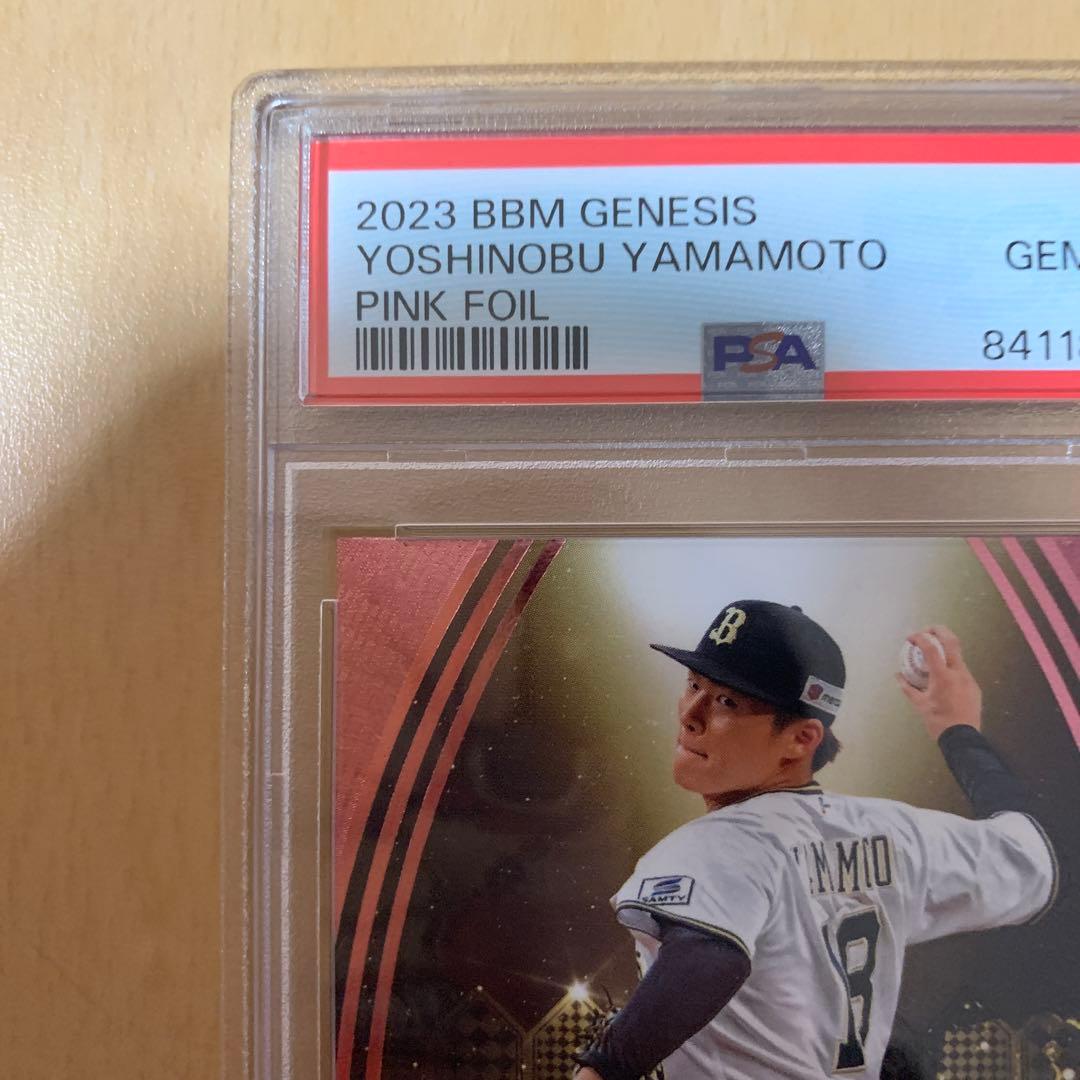 2023 BBM GENESIS
YOSHINOBU YAMAMOTO GEM
PINK FOIL
PSA 8411
B
SAMTY